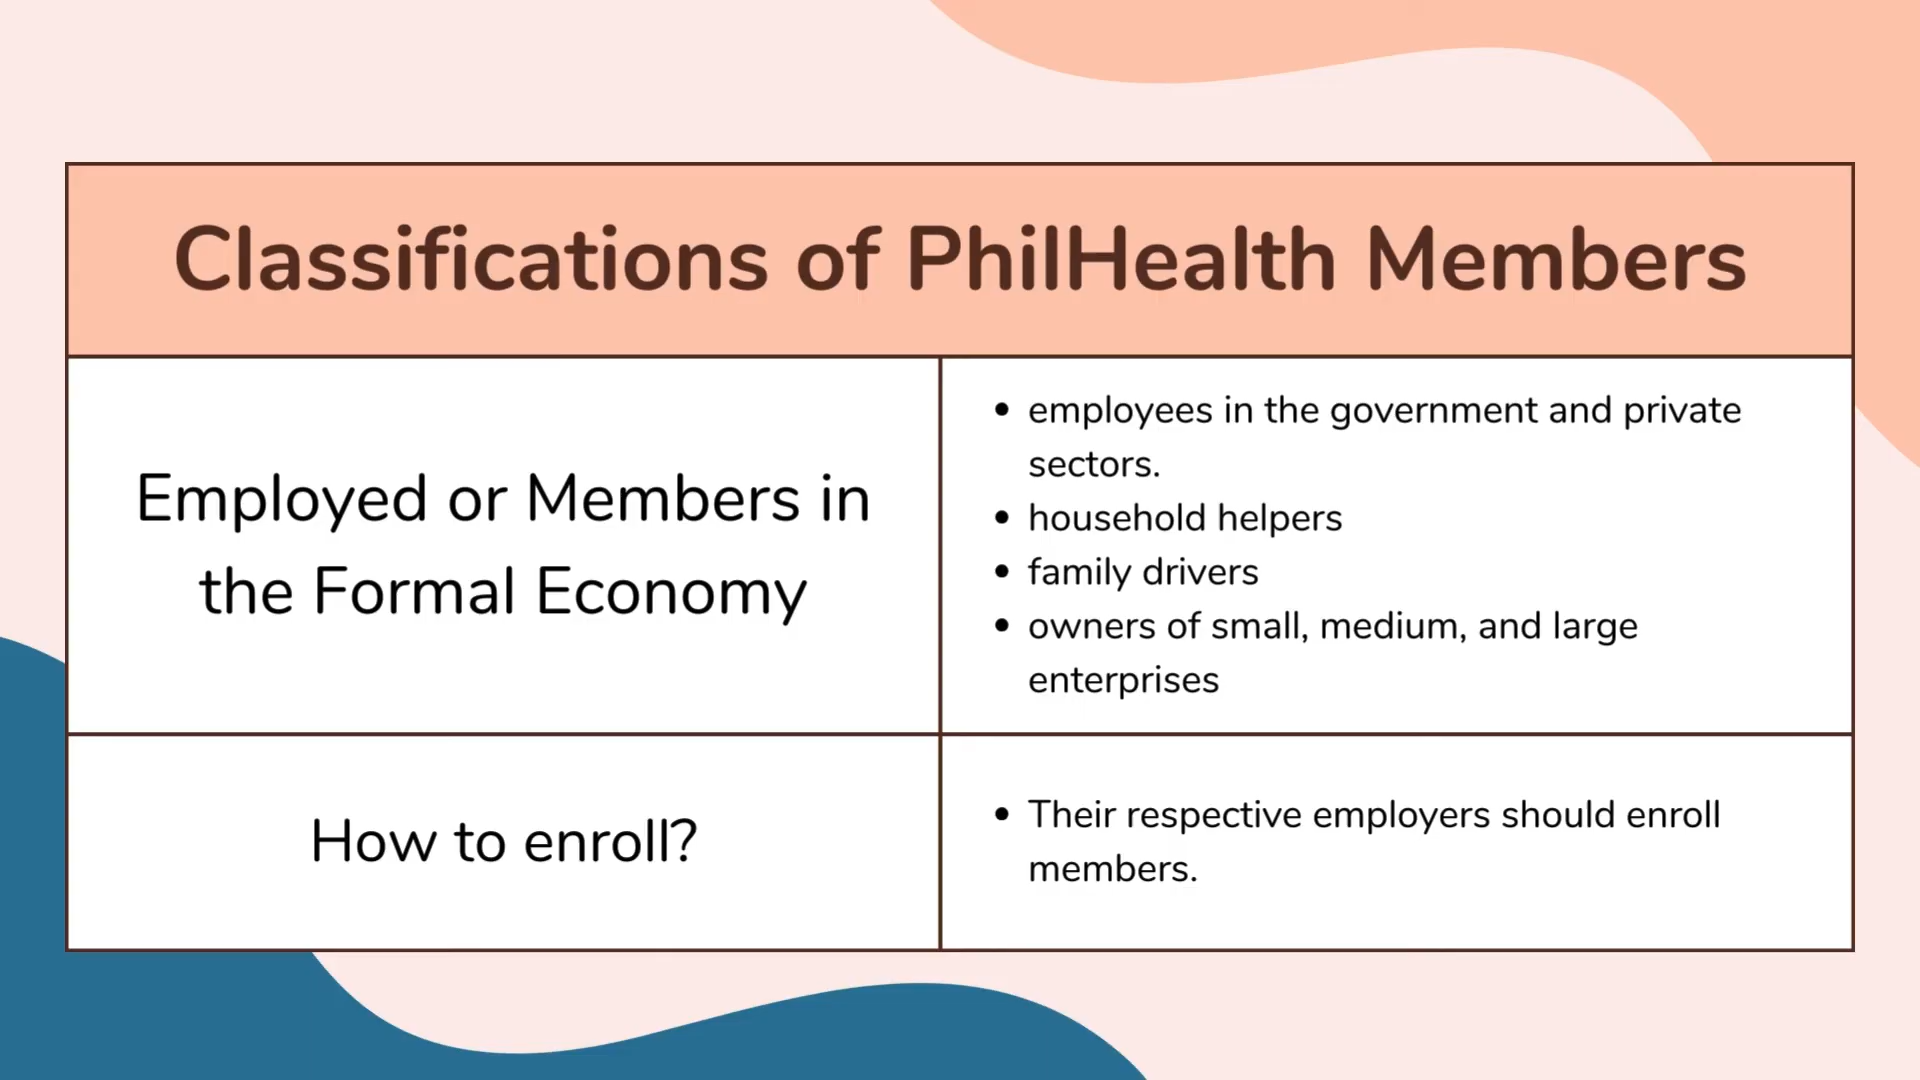 Classifications of PhilHealth Members
Employed or Members in
the Formal Economy
• employees in the government and private
sectors.
• household helpers
• family drivers
• owners of small, medium, and large
enterprises
How to enroll?
• Their respective employers should enroll
members.